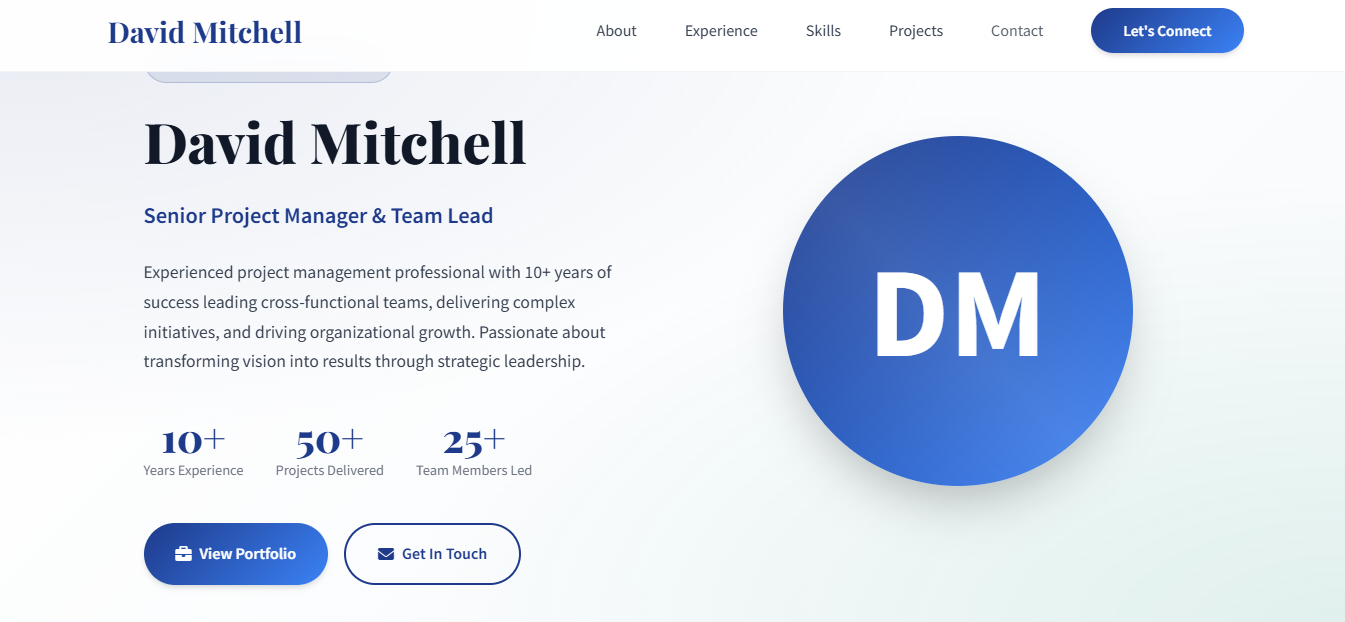 David Mitchell
About
Experience
Skills
Projects
Contact
Let's Connect
David Mitchell
Senior Project Manager & Team Lead
Experienced project management professional with 10+ years of
success leading cross-functional teams, delivering complex
initiatives, and driving organizational growth. Passionate about
transforming vision into results through strategic leadership.
10+
Years Experience
50+
Projects Delivered
25+
Team Members Led
View Portfolio
Get In Touch
DM